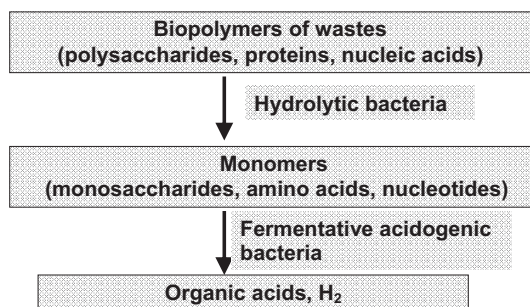 Biopolymers of wastes
(polysaccharides, proteins, nucleic acids)
Hydrolytic bacteria
Monomers
(monosaccharides, amino acids, nucleotides)
Fermentative acidogenic
bacteria
Organic acids, H₂